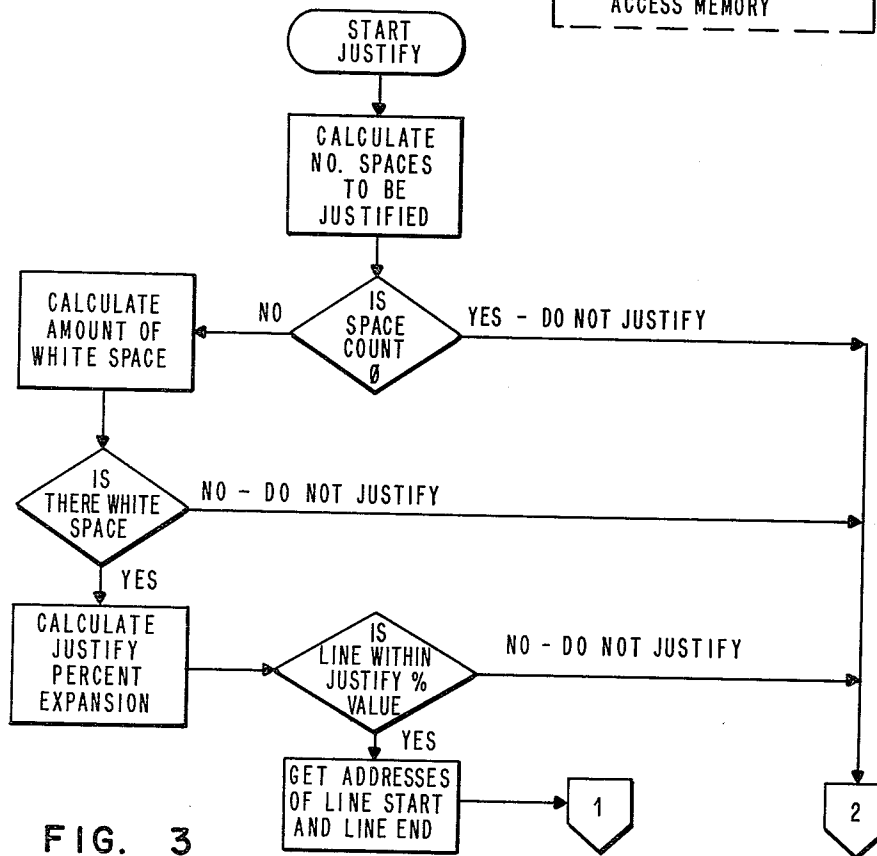 ACCESS MEMORY
START
JUSTIFY
CALCULATE
NO. SPACES
TO BE
JUSTIFIED
IS
SPACE
COUNT
Ø
NO
YES - DO NOT JUSTIFY
CALCULATE
AMOUNT OF
WHITE SPACE
IS
THERE WHITE
SPACE
NO - DO NOT JUSTIFY
YES
CALCULATE
JUSTIFY
PERCENT
EXPANSION
IS
LINE WITHIN
JUSTIFY %
VALUE
NO - DO NOT JUSTIFY
YES
GET ADDRESSES
OF LINE START
AND LINE END
1
2
FIG. 3